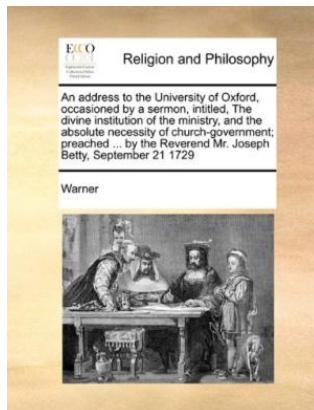 ECCO
Religion and Philosophy
An address to the University of Oxford,
occasioned by a sermon, intitled, The
divine institution of the ministry, and the
absolute necessity of church-government;
preached ... by the Reverend Mr. Joseph
Betty, September 21 1729
Warner